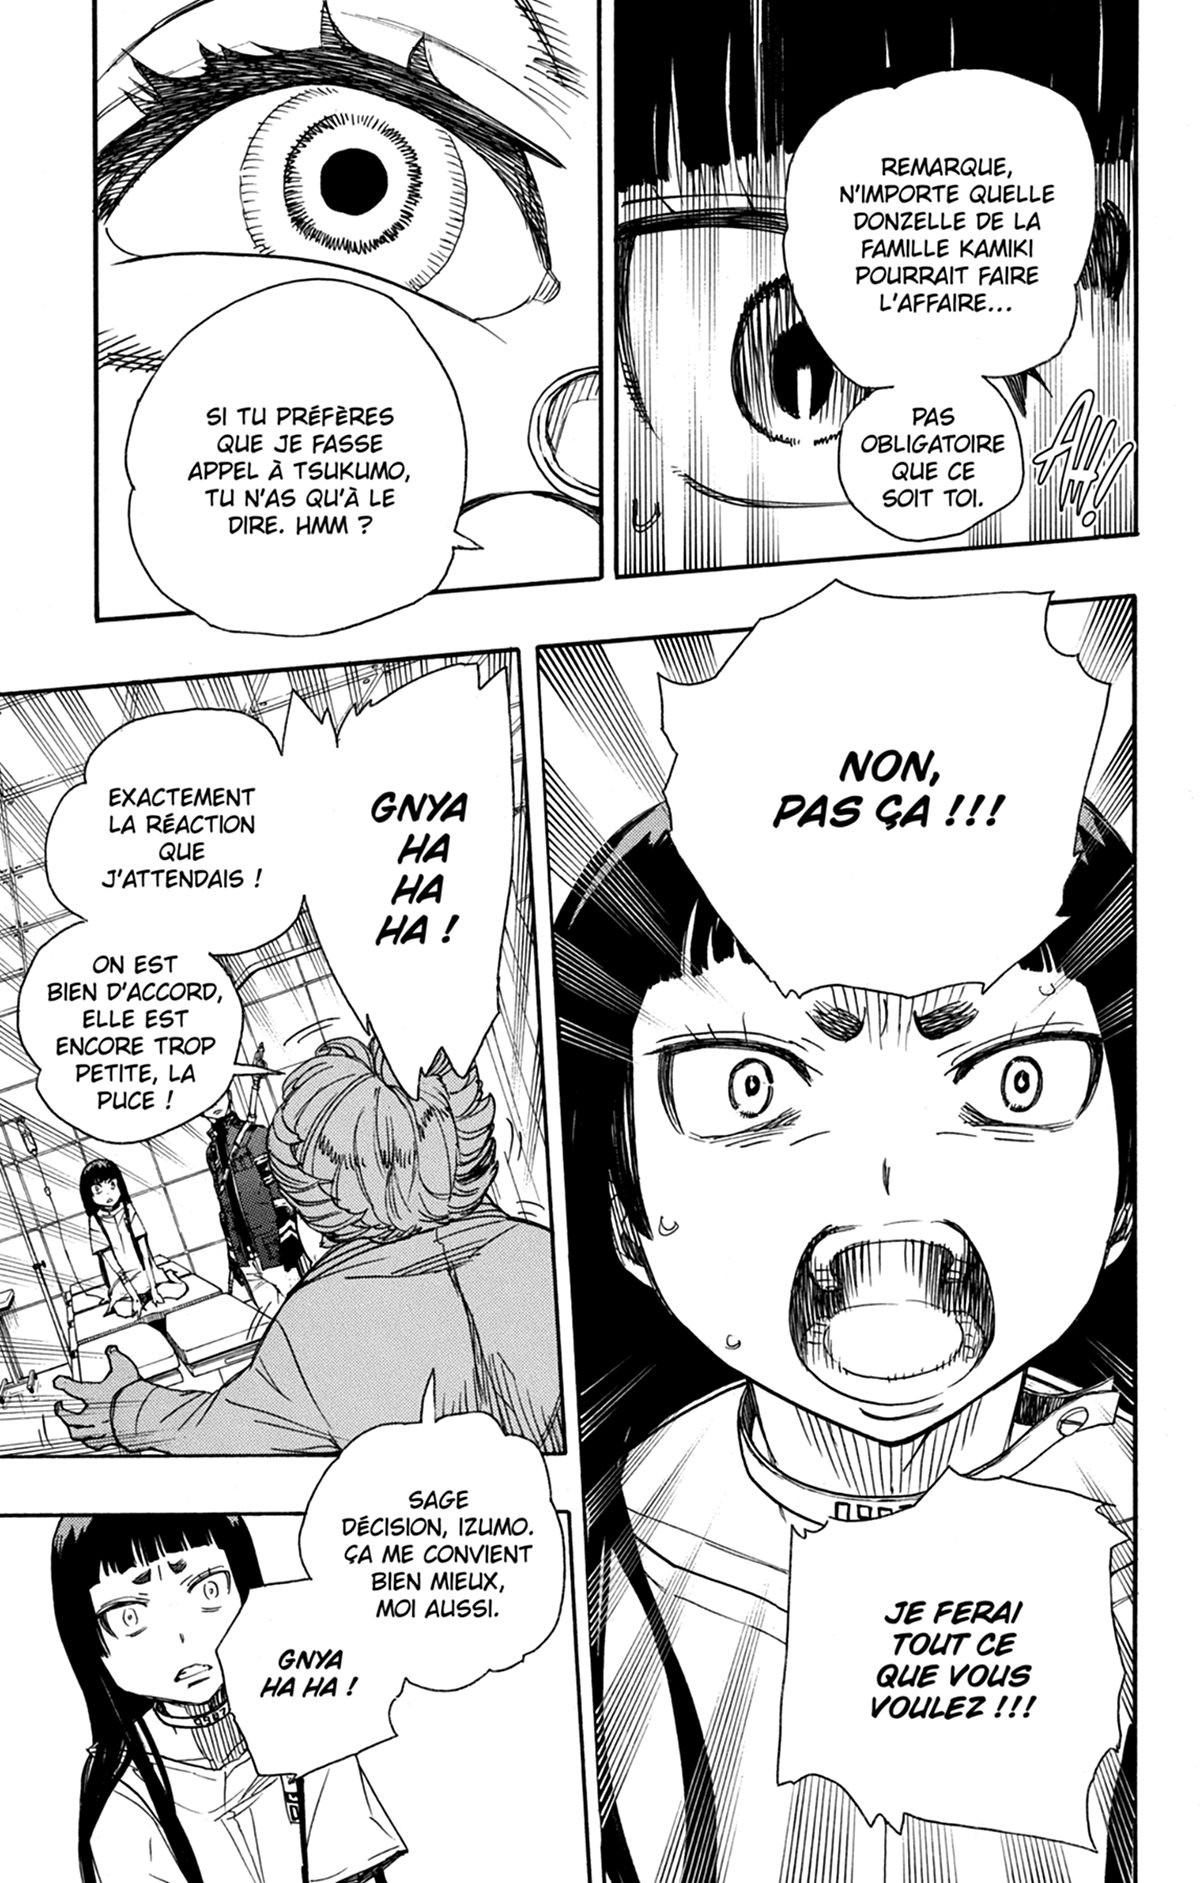 REMARQUE,
N'IMPORTE QUELLE
DONZELLE DE LA
FAMILLE KAMIKI
POURRAIT FAIRE
L'AFFAIRE...
PAS
OBLIGATOIRE
QUE CE
SOIT TOI.
SI TU PRÉFÈRES
QUE JE FASSE
APPEL À TSUKUMO,
TU N'AS QU'À LE
DIRE. HMM ?
NON,
PAS ÇA !!!
JE FERAI
TOUT CE
QUE VOUS
VOULEZ !!!
GNYA
HA
HA
HA !
EXACTEMENT
LA RÉACTION
QUE
J'ATTENDAIS !
ON EST
BIEN D'ACCORD,
ELLE EST
ENCORE TROP
PETITE, LA
PUCE !
SAGE
DÉCISION, IZUMO.
ÇA ME CONVIENT
BIEN MIEUX,
MOI AUSSI.
GNYA
HA HA !